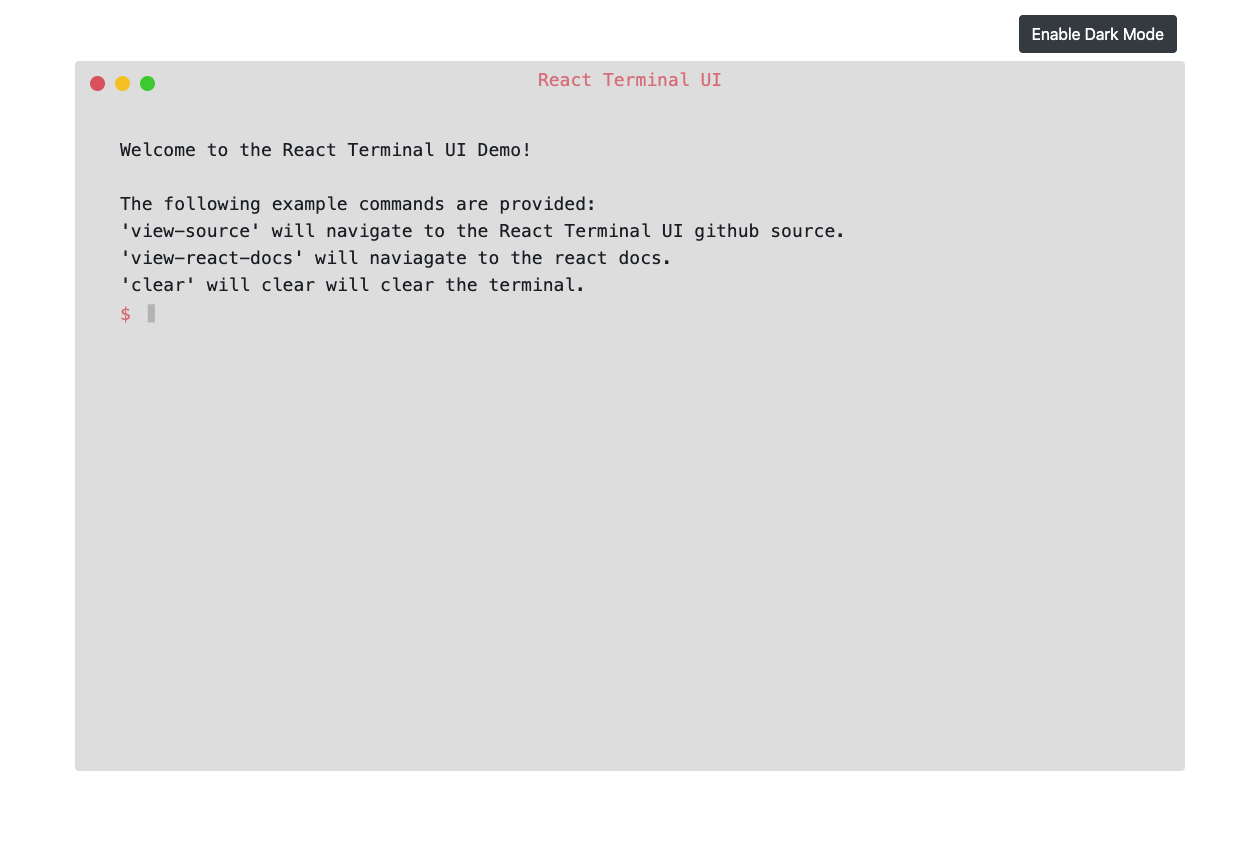 Enable Dark Mode
React Terminal UI
Welcome to the React Terminal UI Demo!
The following example commands are provided:
'view-source' will navigate to the React Terminal UI github source.
'view-react-docs' will naviagate to the react docs.
'clear' will clear will clear the terminal.
$